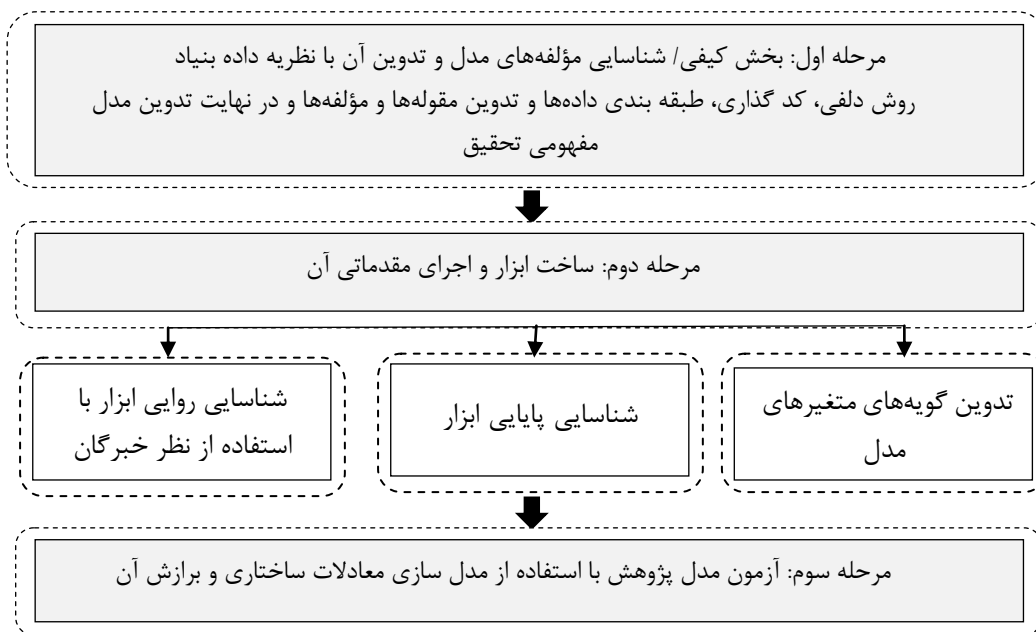 مرحله اول: بخش کیفی/ شناسایی مؤلفه‌های مدل و تدوین آن با نظریه داده بنیاد
روش دلفی، کد گذاری، طبقه بندی داده‌ها و تدوین مقوله‌ها و مؤلفه‌ها و در نهایت تدوین مدل
مفهومی تحقیق
مرحله دوم: ساخت ابزار و اجرای مقدماتی آن
تدوین گویه‌های متغیرهای
مدل
شناسایی پایایی ابزار
شناسایی روایی ابزار با
استفاده از نظر خبرگان
مرحله سوم: آزمون مدل پژوهش با استفاده از مدل سازی معادلات ساختاری و برازش آن